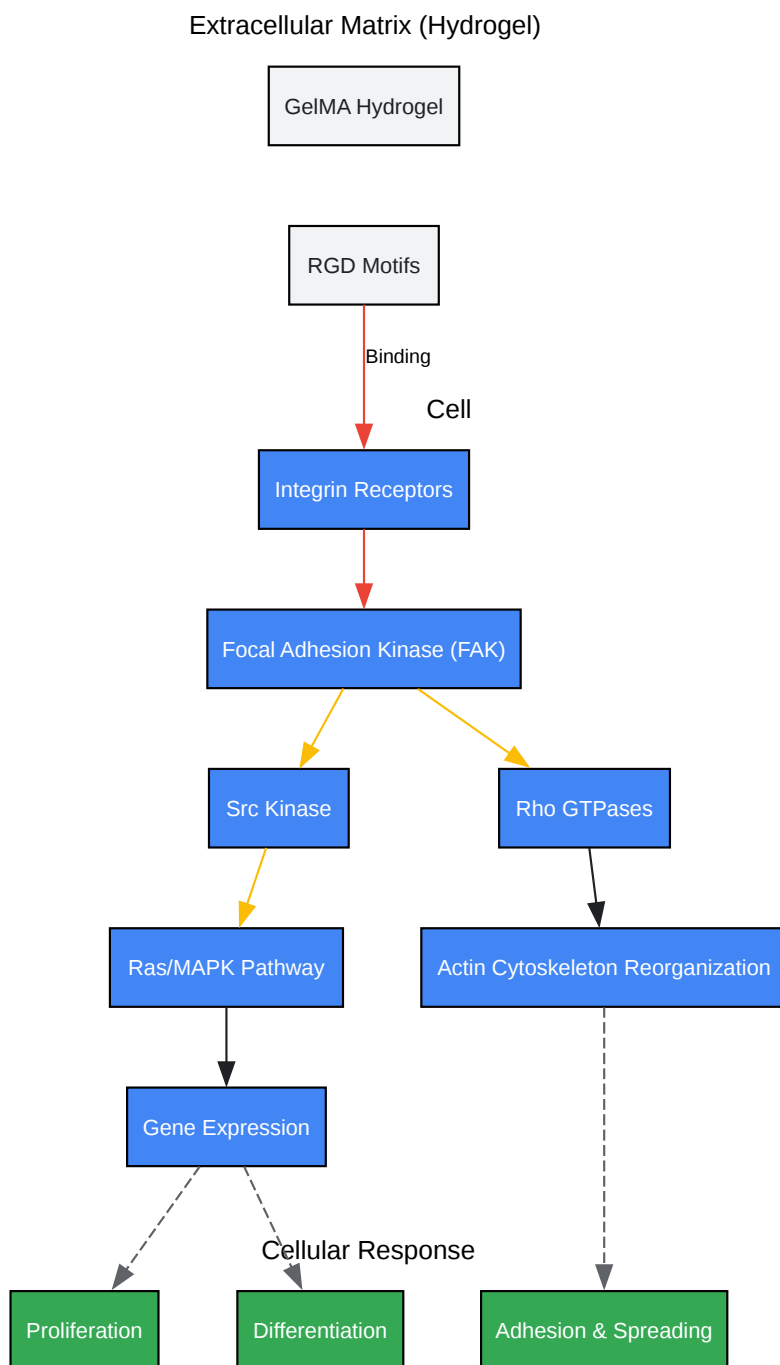 Extracellular Matrix (Hydrogel)
GelMA Hydrogel
RGD Motifs
Binding
Cell
Integrin Receptors
Focal Adhesion Kinase (FAK)
Src Kinase
Rho GTPases
Ras/MAPK Pathway
Actin Cytoskeleton Reorganization
Gene Expression
Cellular Response
Proliferation
Differentiation
Adhesion & Spreading